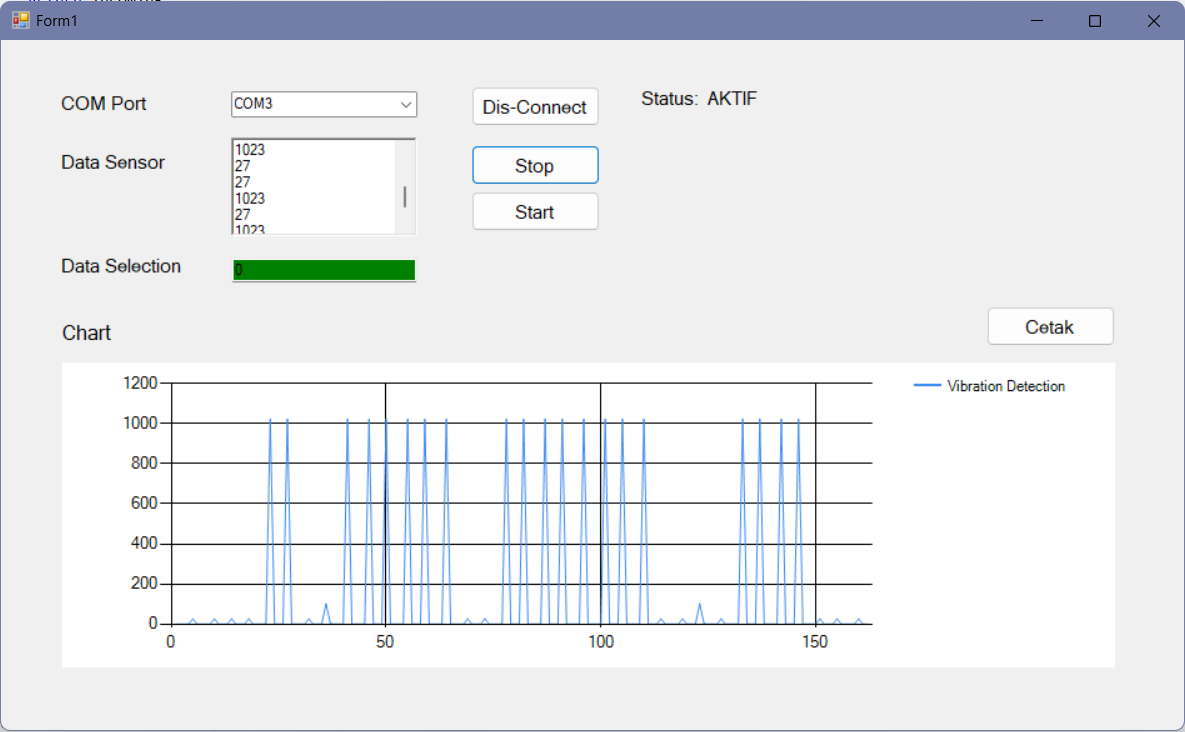 Form1
COM Port
COM3
Dis-Connect
Status: AKTIF
Data Sensor
1023
27
27
1023
27
1023
Stop
Start
Data Selection
0
Chart
Cetak
1200
1000
800
600
400
200
0
0 50 100 150
Vibration Detection